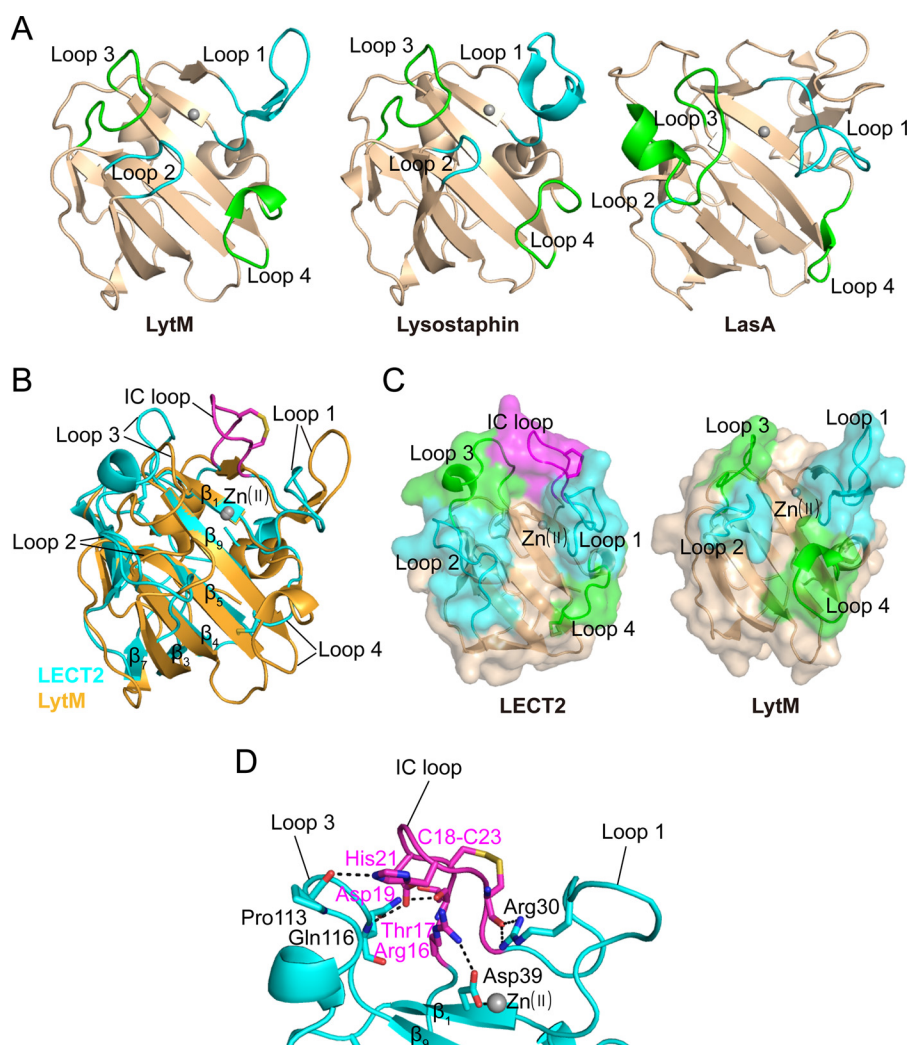 A
Loop 3
Loop 1
Loop 2
Loop 4
LytM
Loop 3
Loop 1
Loop 2
Loop 4
Lysostaphin
Loop 3
Loop 1
Loop 2
Loop 4
LasA
B
IC loop
Loop 1
Loop 3
β1
Zn(II)
β9
Loop 2
β5
β4
β7
β3
Loop 4
LECT2
LytM
C
IC loop
Loop 3
Zn(II)
Loop 2
Loop 1
Loop 4
LECT2
Loop 3
Loop 1
Zn(II)
Loop 2
Loop 4
LytM
D
IC loop
Loop 3
C18-C23
Loop 1
His21
Asp19
Arg30
Pro113
Gln116
Thr17
Arg16
Asp39
Zn(II)
β1
β9